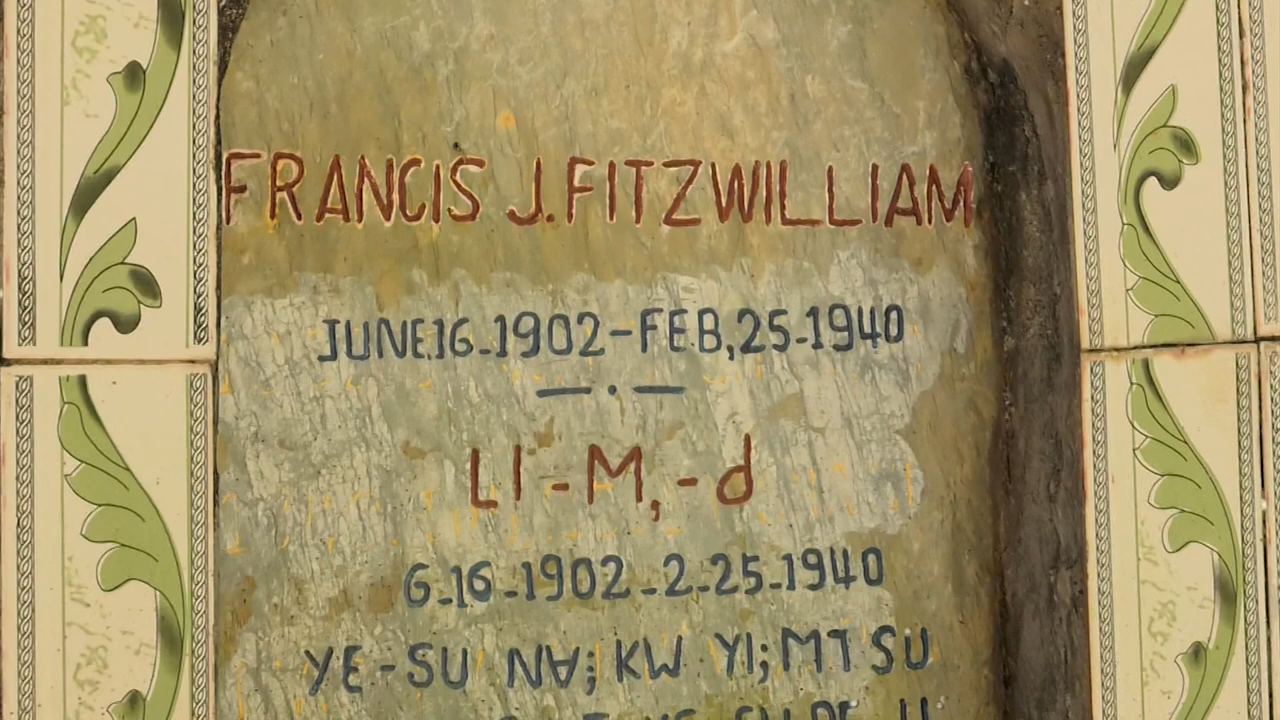 FRANCIS J. FITZWILLIAM
JUNE.16-1902-FEB,25-1940
—·—
LI-M,-d
6-16-1902-2-25-1940
YE-SU Nꓯ; KW YI; MT SU